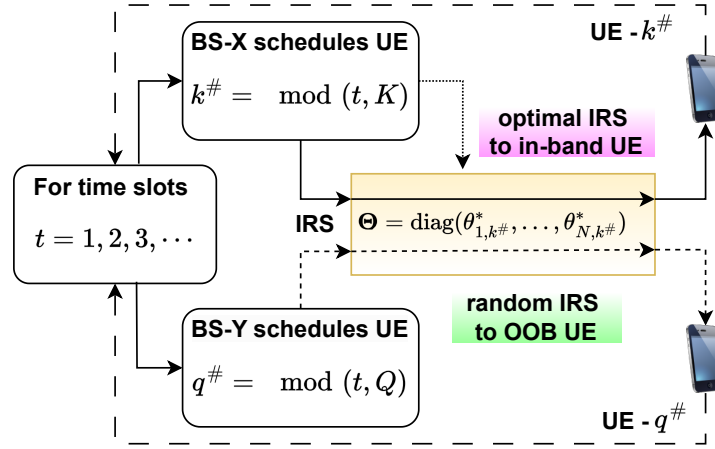 BS-X schedules UE
k^# = mod (t, K)
UE - k^#
optimal IRS
to in-band UE
For time slots
t = 1, 2, 3, ⋯
IRS
Θ = diag(θ^*_{1,k^#}, …, θ^*_{N,k^#})
BS-Y schedules UE
q^# = mod (t, Q)
random IRS
to OOB UE
UE - q^#